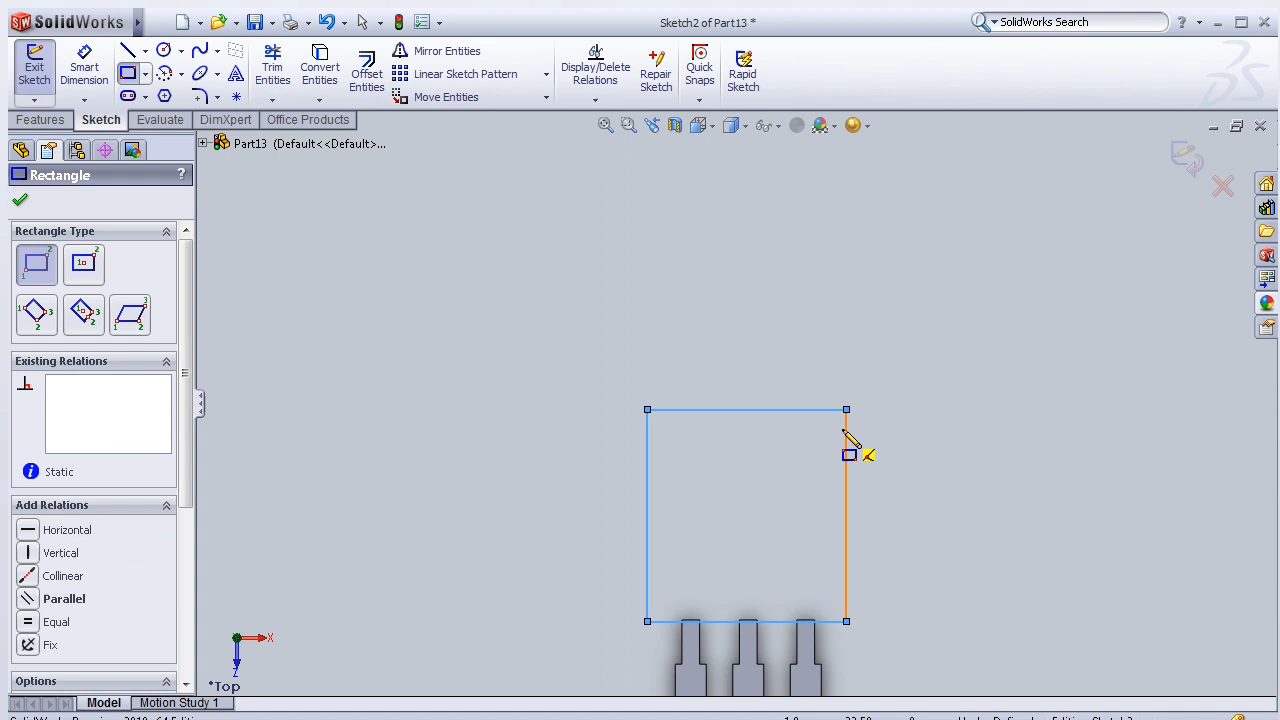 SolidWorks
Sketch2 of Part13 *
SolidWorks Search
?
Exit Sketch
Smart Dimension
Trim Entities
Convert Entities
Offset Entities
Mirror Entities
Linear Sketch Pattern
Move Entities
Display/Delete Relations
Repair Sketch
Quick Snaps
Rapid Sketch
Features
Sketch
Evaluate
DimXpert
Office Products
Part13 (Default<<Default>...
Rectangle
?
Rectangle Type
Existing Relations
Static
Add Relations
Horizontal
Vertical
Collinear
Parallel
Equal
Fix
Options
X
Z
*Top
Model
Motion Study 1